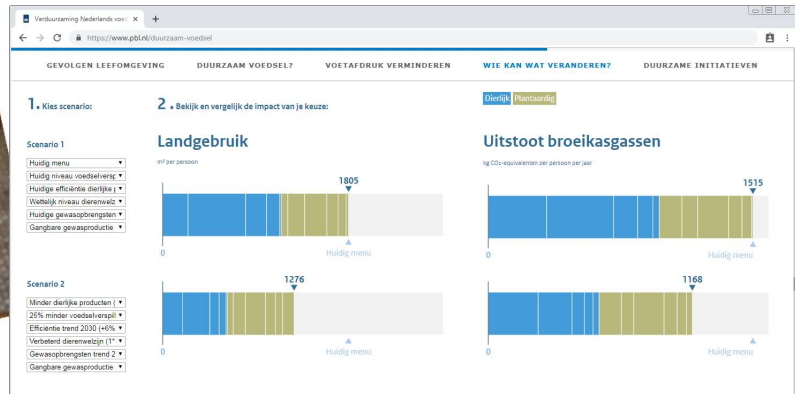 Verduurzaming Nederlands voe
https://www.pbl.nl/duurzaam-voedsel
GEVOLGEN LEEFOMGEVING
DUURZAAM VOEDSEL?
VOETAFDRUK VERMINDEREN
WIE KAN WAT VERANDEREN?
DUURZAME INITIATIEVEN
1. Kies scenario:
2. Bekijk en vergelijk de impact van je keuze:
Dierlijk Plantaardig
Scenario 1
Huidig menu
Huidig niveau voedselversp
Huidige efficiëntie dierlijke p
Wettelijk niveau dierenwelz
Huidige gewasopbrengsten
Gangbare gewasproductie
Landgebruik
m² per persoon
1805
0
Huidig menu
Uitstoot broeikasgassen
kg CO₂-equivalenten per persoon per jaar
1515
0
Huidig menu
Scenario 2
Minder dierlijke producten (
25% minder voedselverspill
Efficiëntie trend 2030 (+6%
Verbeterd dierenwelzijn (1*
Gewasopbrengsten trend 2
Gangbare gewasproductie
1276
0
Huidig menu
1168
0
Huidig menu